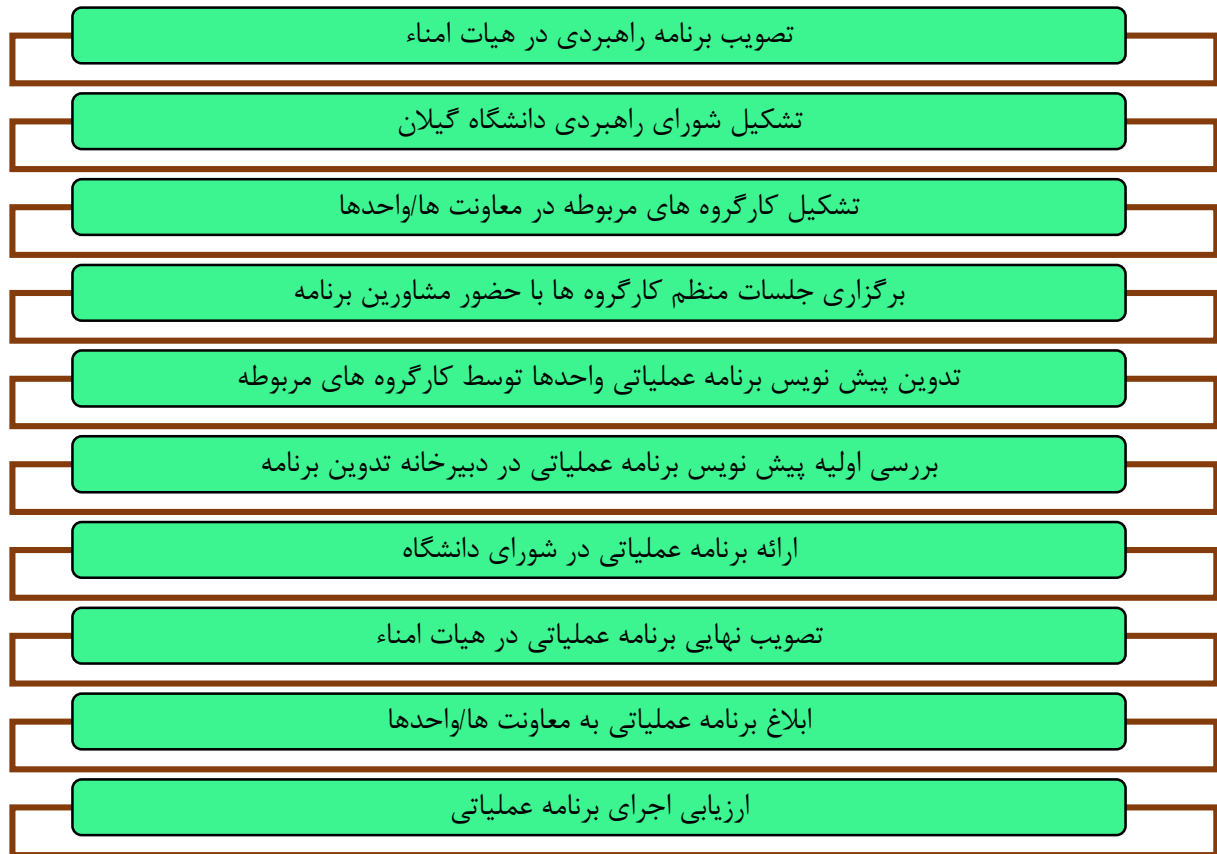 تصویب برنامه راهبردی در هیات امناء
تشکیل شورای راهبردی دانشگاه گیلان
تشکیل کارگروه های مربوطه در معاونت ها/واحدها
برگزاری جلسات منظم کارگروه ها با حضور مشاورین برنامه
تدوین پیش نویس برنامه عملیاتی واحدها توسط کارگروه های مربوطه
بررسی اولیه پیش نویس برنامه عملیاتی در دبیرخانه تدوین برنامه
ارائه برنامه عملیاتی در شورای دانشگاه
تصویب نهایی برنامه عملیاتی در هیات امناء
ابلاغ برنامه عملیاتی به معاونت ها/واحدها
ارزیابی اجرای برنامه عملیاتی